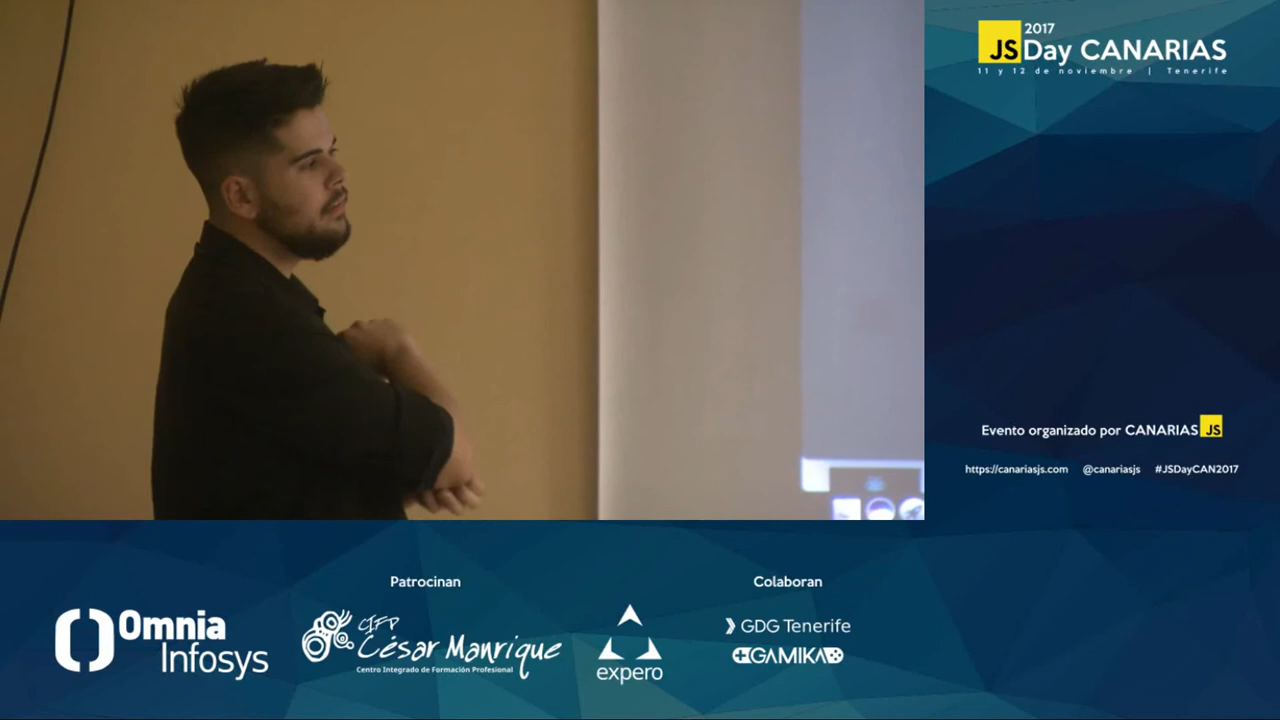 2017
JS Day CANARIAS
11 y 12 de noviembre | Tenerife
Evento organizado por CANARIAS JS
https://canariasjs.com @canariasjs #JSDayCAN2017
Patrocinan
Colaboran
Omnia
Infosys
CIFP
César Manrique
Centro Integrado de Formación Profesional
expero
GDG Tenerife
GAMIKA